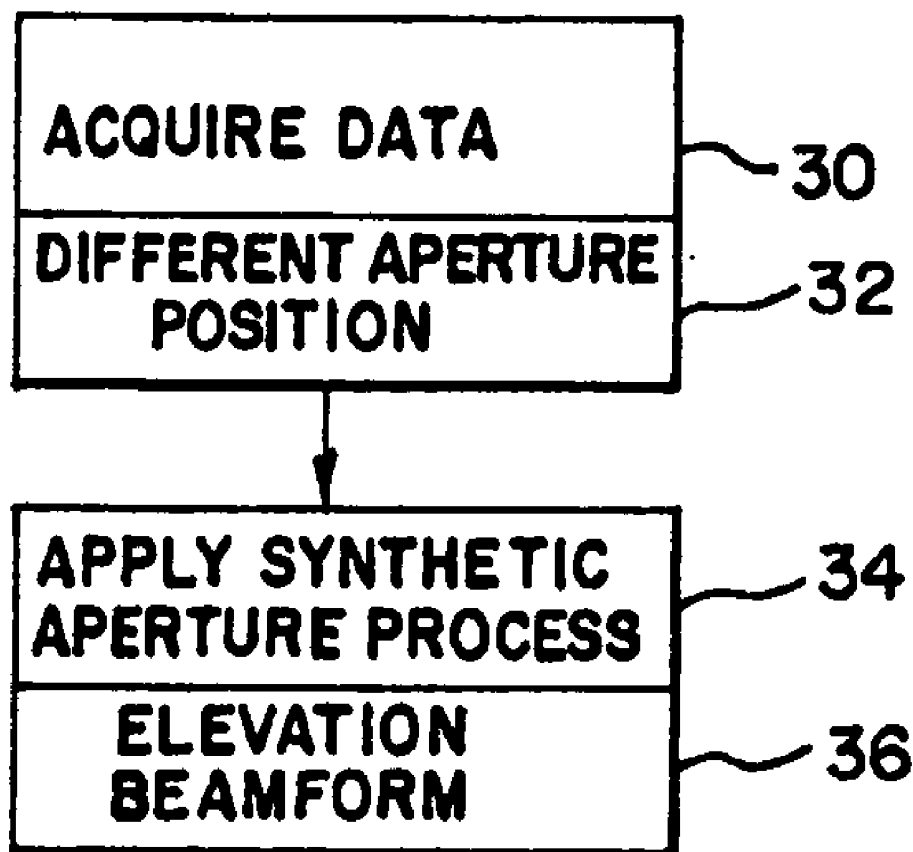 ACQUIRE DATA
30
DIFFERENT APERTURE
POSITION
32
APPLY SYNTHETIC
APERTURE PROCESS
34
ELEVATION
BEAMFORM
36